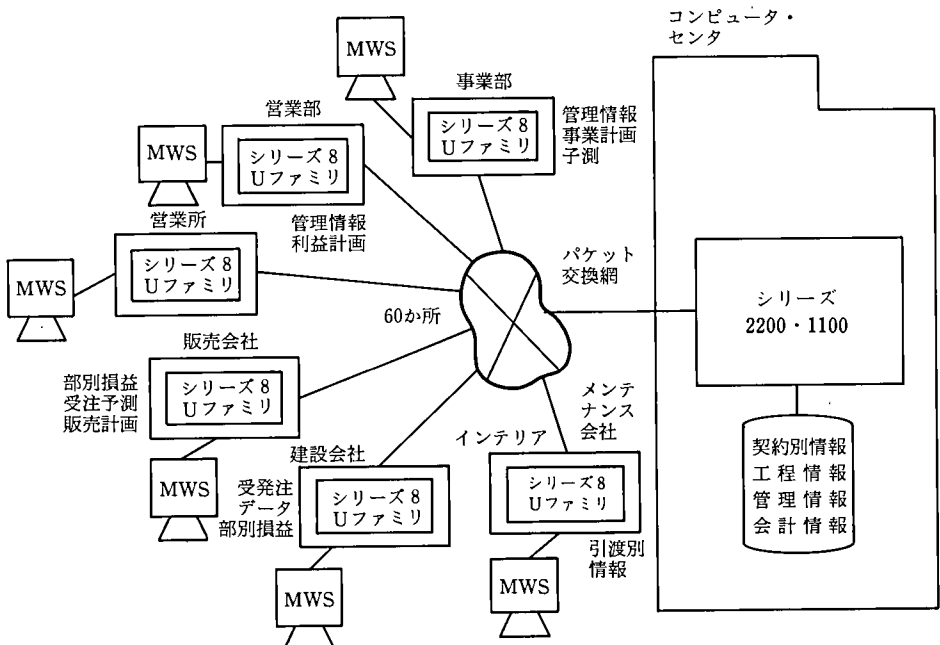 コンピュータ・
センタ
MWS
事業部
シリーズ8
Uファミリ
管理情報
事業計画
子測
営業部
MWS
シリーズ8
Uファミリ
管理情報
利益計画
営業所
MWS
シリーズ8
Uファミリ
60か所
パケット
交換網
シリーズ
2200・1100
契約別情報
工程情報
管理情報
会計情報
販売会社
部別損益
受注予測
販売計画
シリーズ8
Uファミリ
MWS
建設会社
受発注
データ
部別損益
シリーズ8
Uファミリ
MWS
メンテ
ナンス
会社
インテリア
シリーズ8
Uファミリ
引渡別
情報
MWS